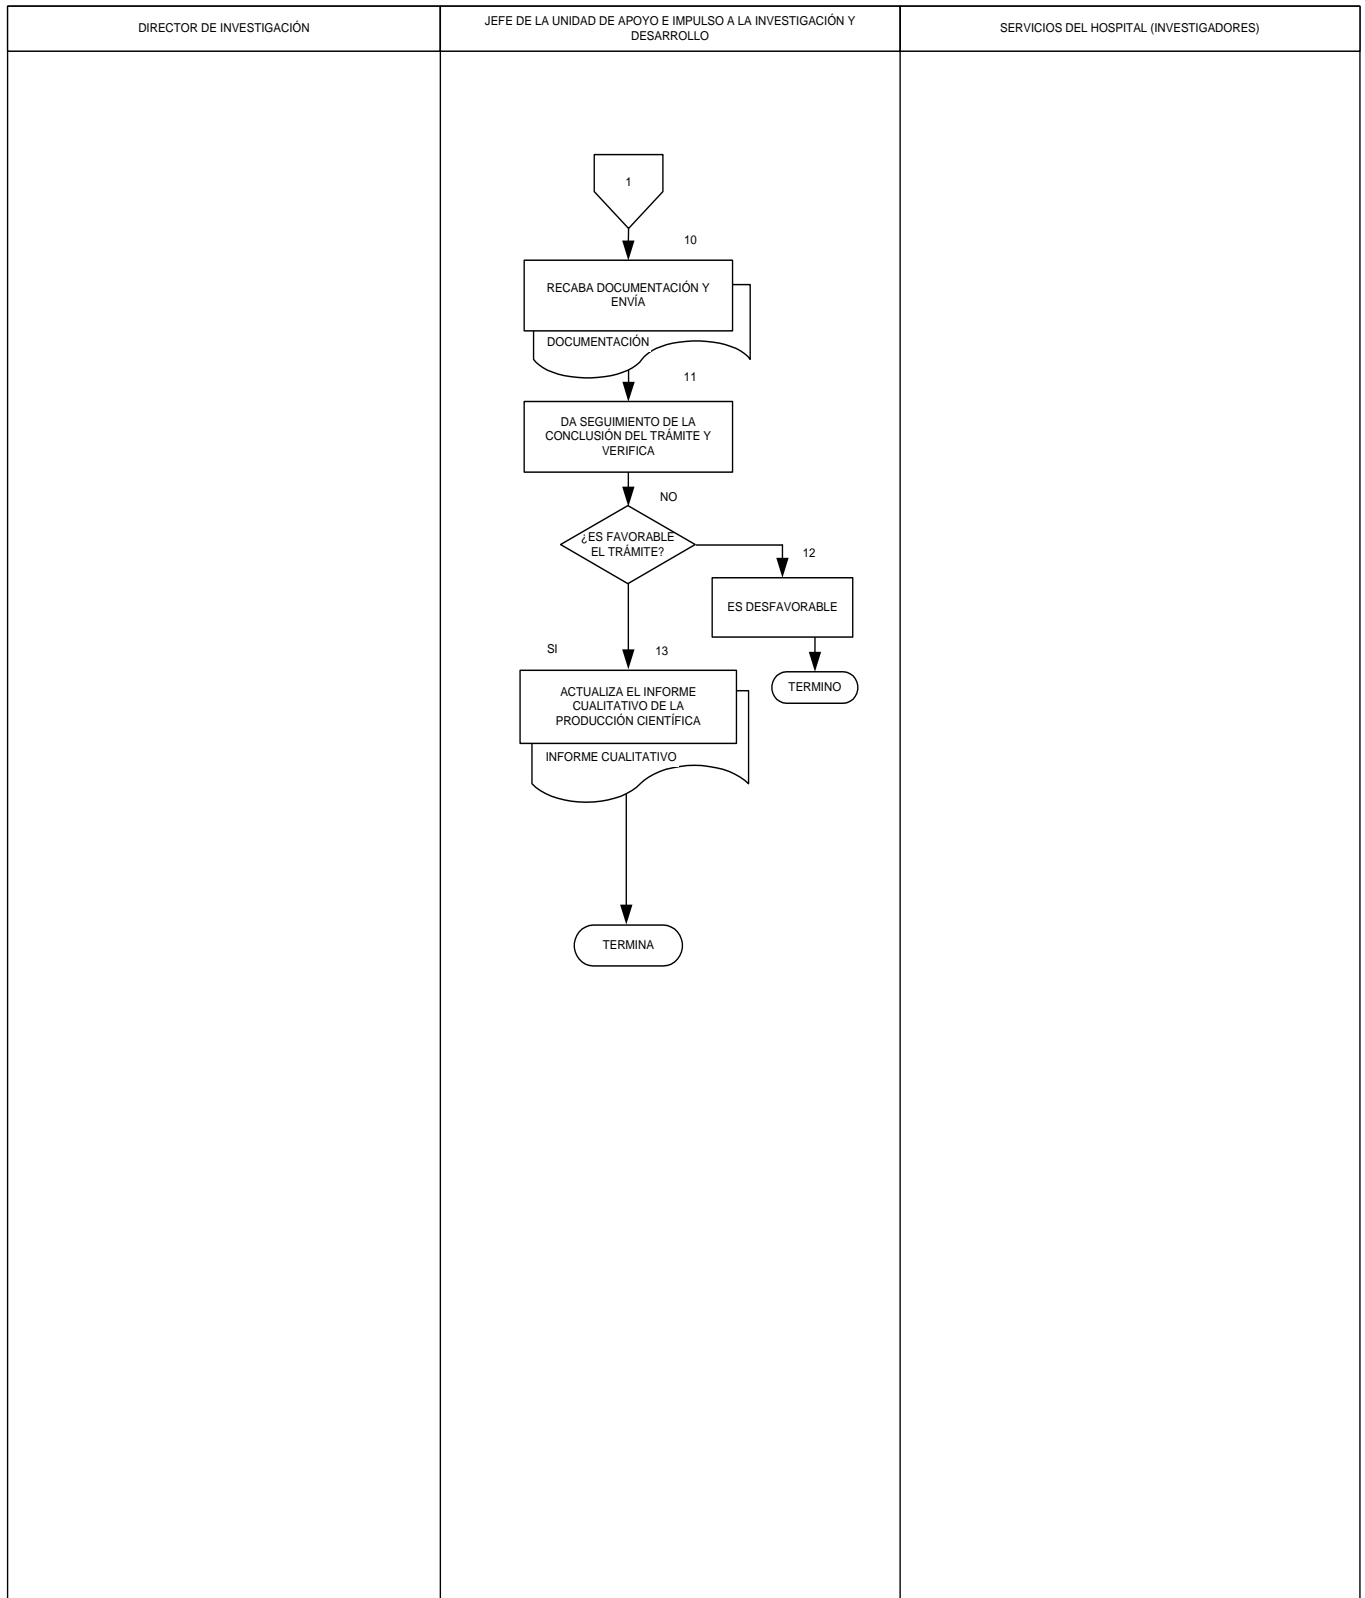 DIRECTOR DE INVESTIGACIÓN
JEFE DE LA UNIDAD DE APOYO E IMPULSO A LA INVESTIGACIÓN Y
DESARROLLO
SERVICIOS DEL HOSPITAL (INVESTIGADORES)
1
10
RECABA DOCUMENTACIÓN Y
ENVÍA
DOCUMENTACIÓN
11
DA SEGUIMIENTO DE LA
CONCLUSIÓN DEL TRÁMITE Y
VERIFICA
NO
¿ES FAVORABLE
EL TRÁMITE?
12
ES DESFAVORABLE
TERMINO
SI
13
ACTUALIZA EL INFORME
CUALITATIVO DE LA
PRODUCCIÓN CIENTÍFICA
INFORME CUALITATIVO
TERMINA